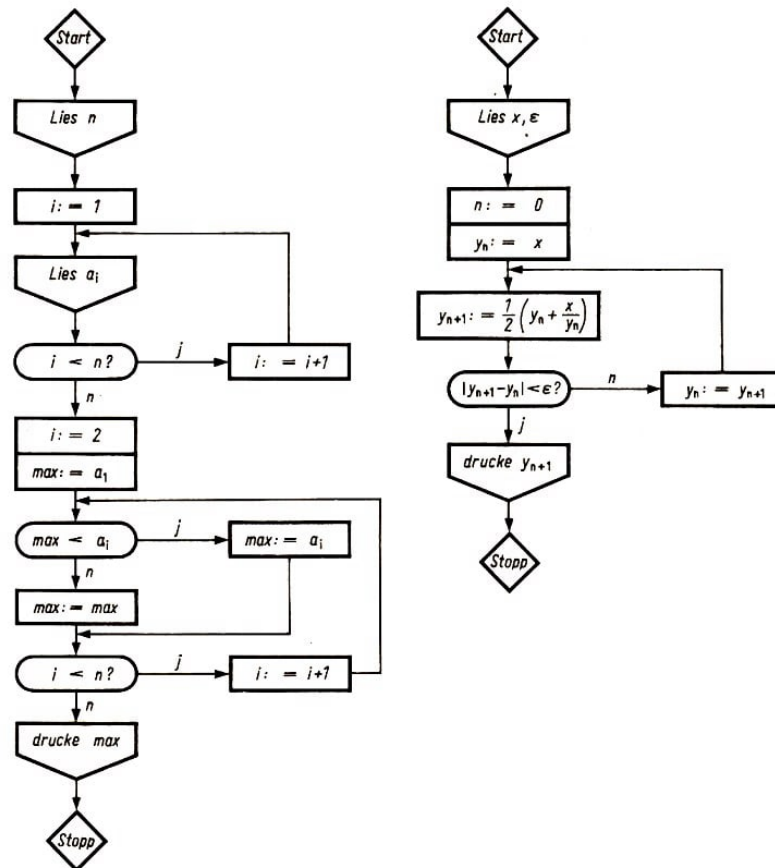 Start
Lies n
i: = 1
Lies aᵢ
i < n?
j
i: = i+1
n
i: = 2
max: = a₁
max < aᵢ
j
max: = aᵢ
n
max: = max
i < n?
j
i: = i+1
n
drucke max
Stopp
Start
Lies x, ε
n: = 0
yₙ: = x
yₙ₊₁: = 1/2 (yₙ + x/yₙ)
|yₙ₊₁−yₙ| < ε?
n
yₙ: = yₙ₊₁
j
drucke yₙ₊₁
Stopp